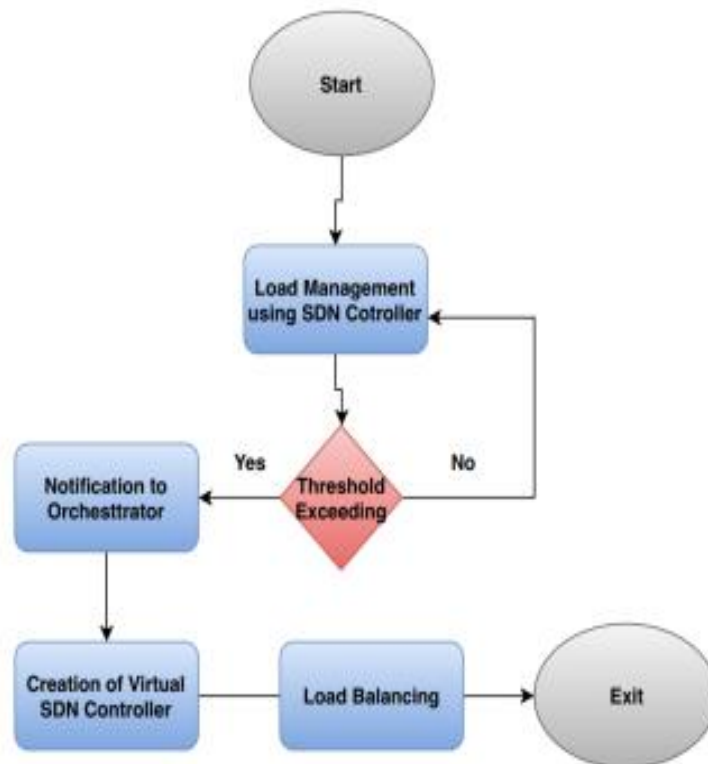 Start
Load Management
using SDN Cotroller
Yes
No
Threshold
Exceeding
Notification to
Orchesttrator
Creation of Virtual
SDN Controller
Load Balancing
Exit